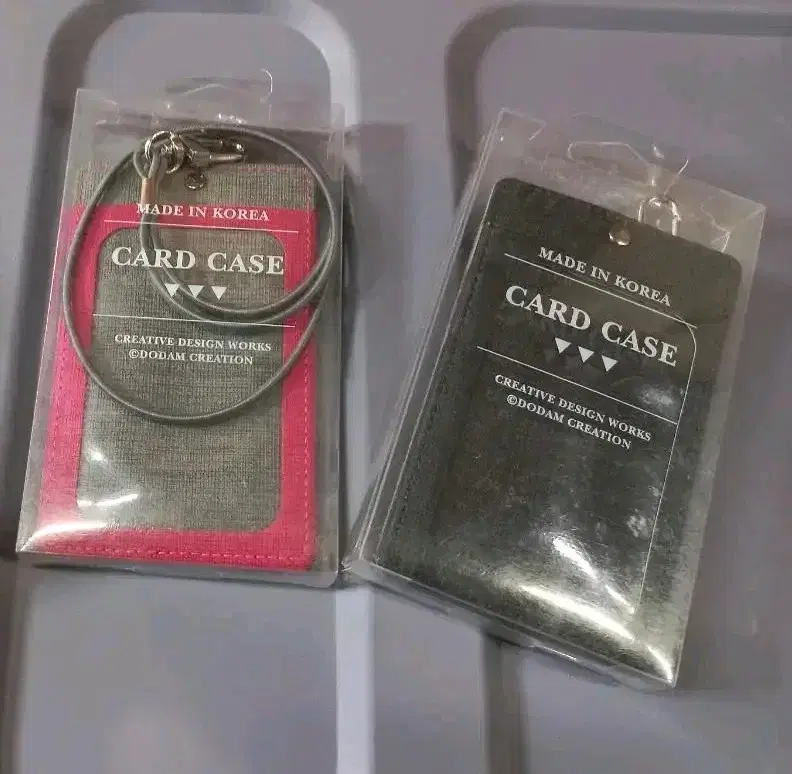 MADE IN KOREA
CARD CASE
CREATIVE DESIGN WORKS
©DODAM CREATION
MADE IN KOREA
CARD CASE
CREATIVE DESIGN WORKS
©DODAM CREATION